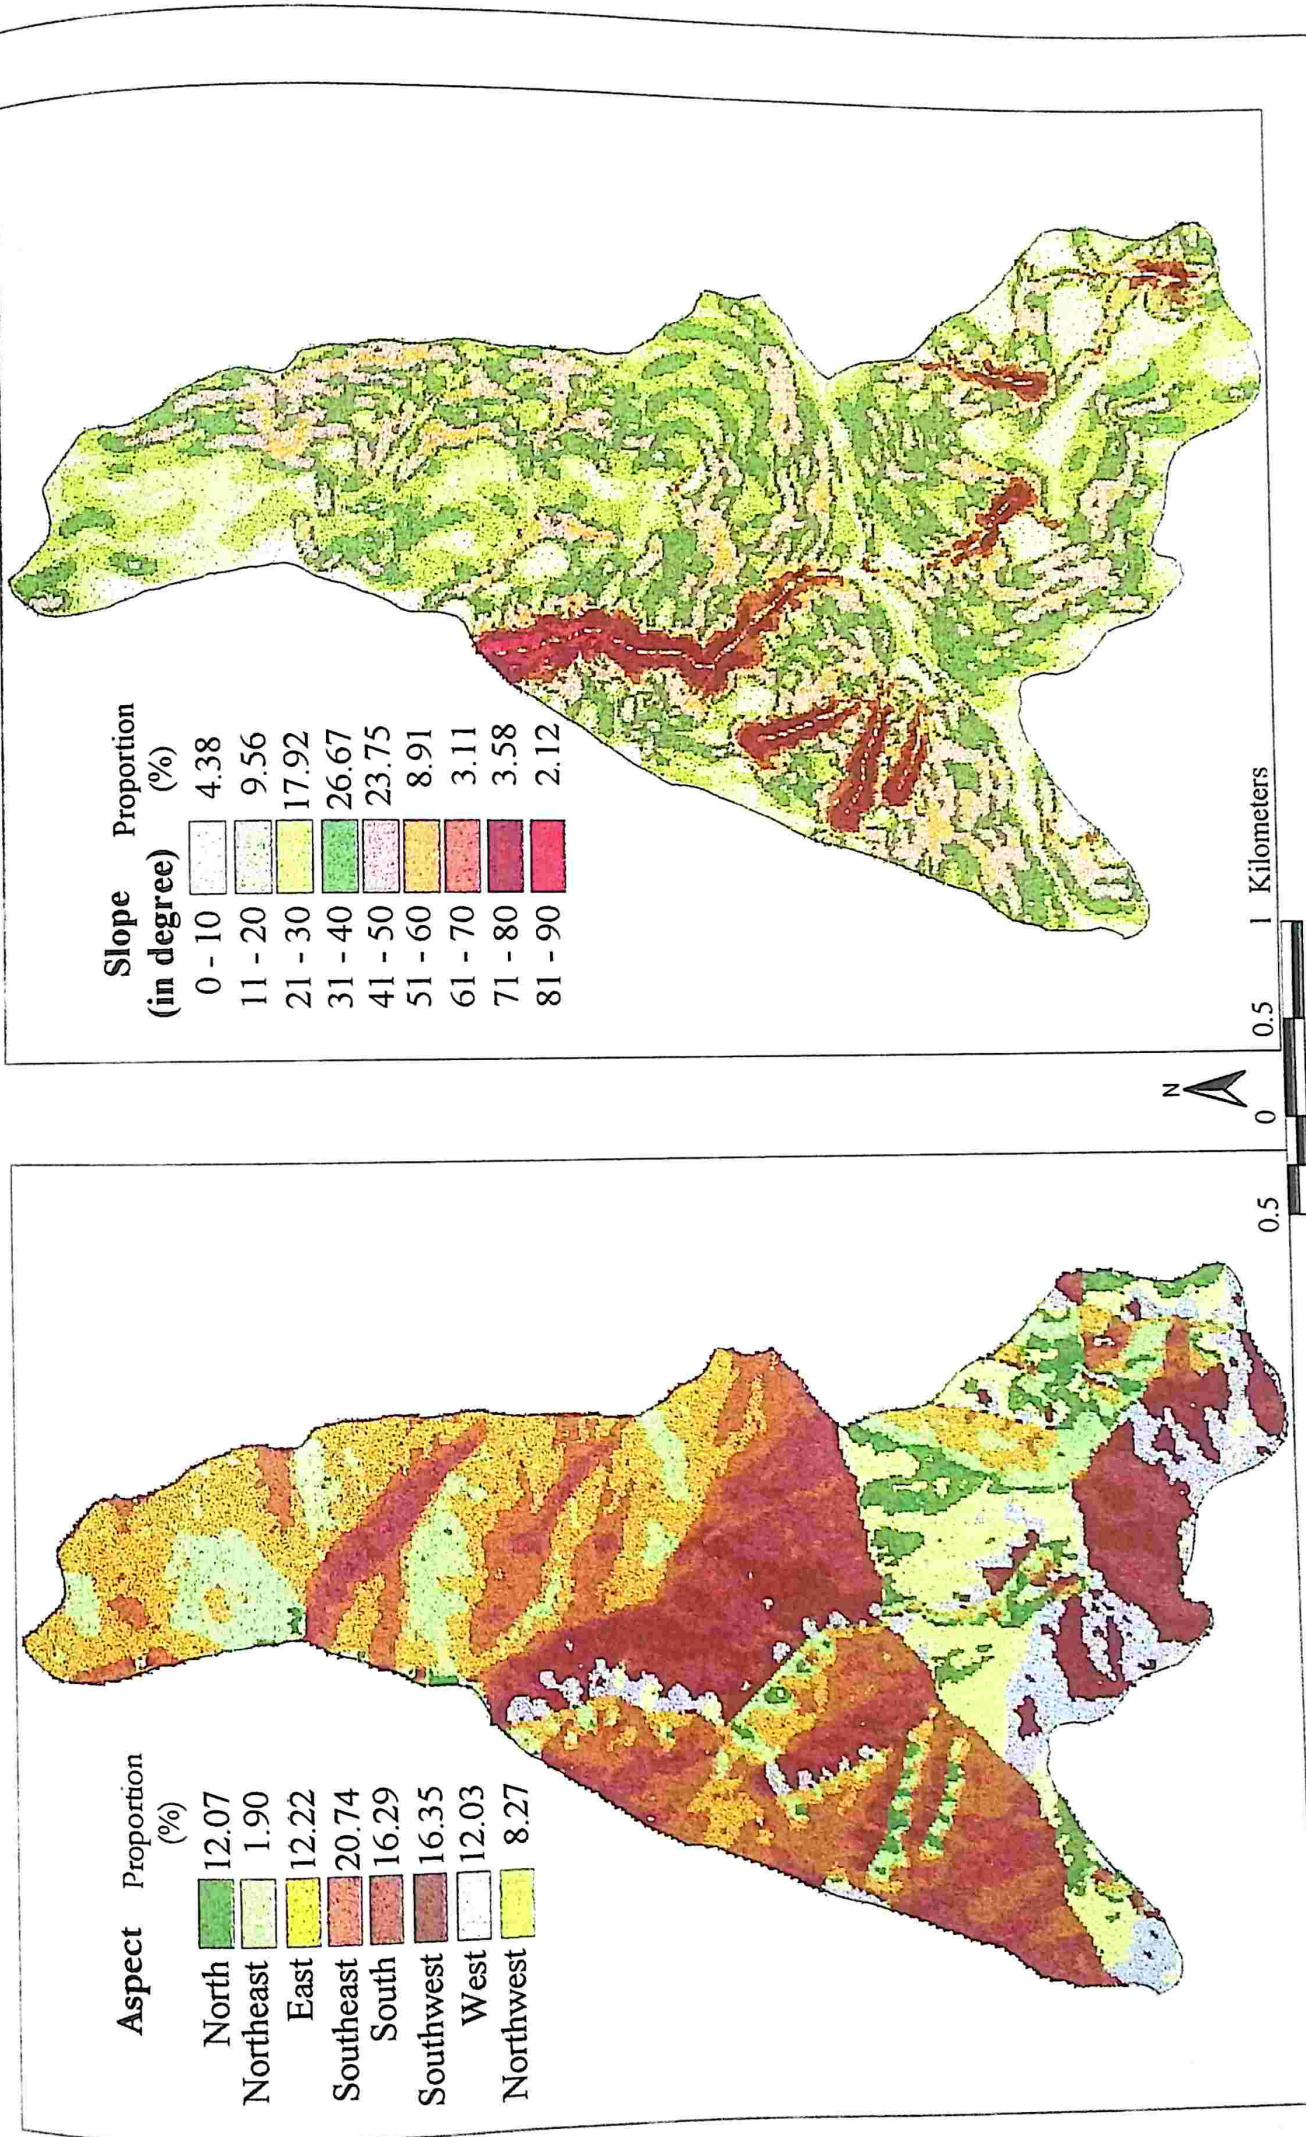 Aspect Proportion
(%)
North 12.07
Northeast 1.90
East 12.22
Southeast 20.74
South 16.29
Southwest 16.35
West 12.03
Northwest 8.27
Slope Proportion
(in degree) (%)
0 - 10 4.38
11 - 20 9.56
21 - 30 17.92
31 - 40 26.67
41 - 50 23.75
51 - 60 8.91
61 - 70 3.11
71 - 80 3.58
81 - 90 2.12
N
0.5 0 0.5 1 Kilometers